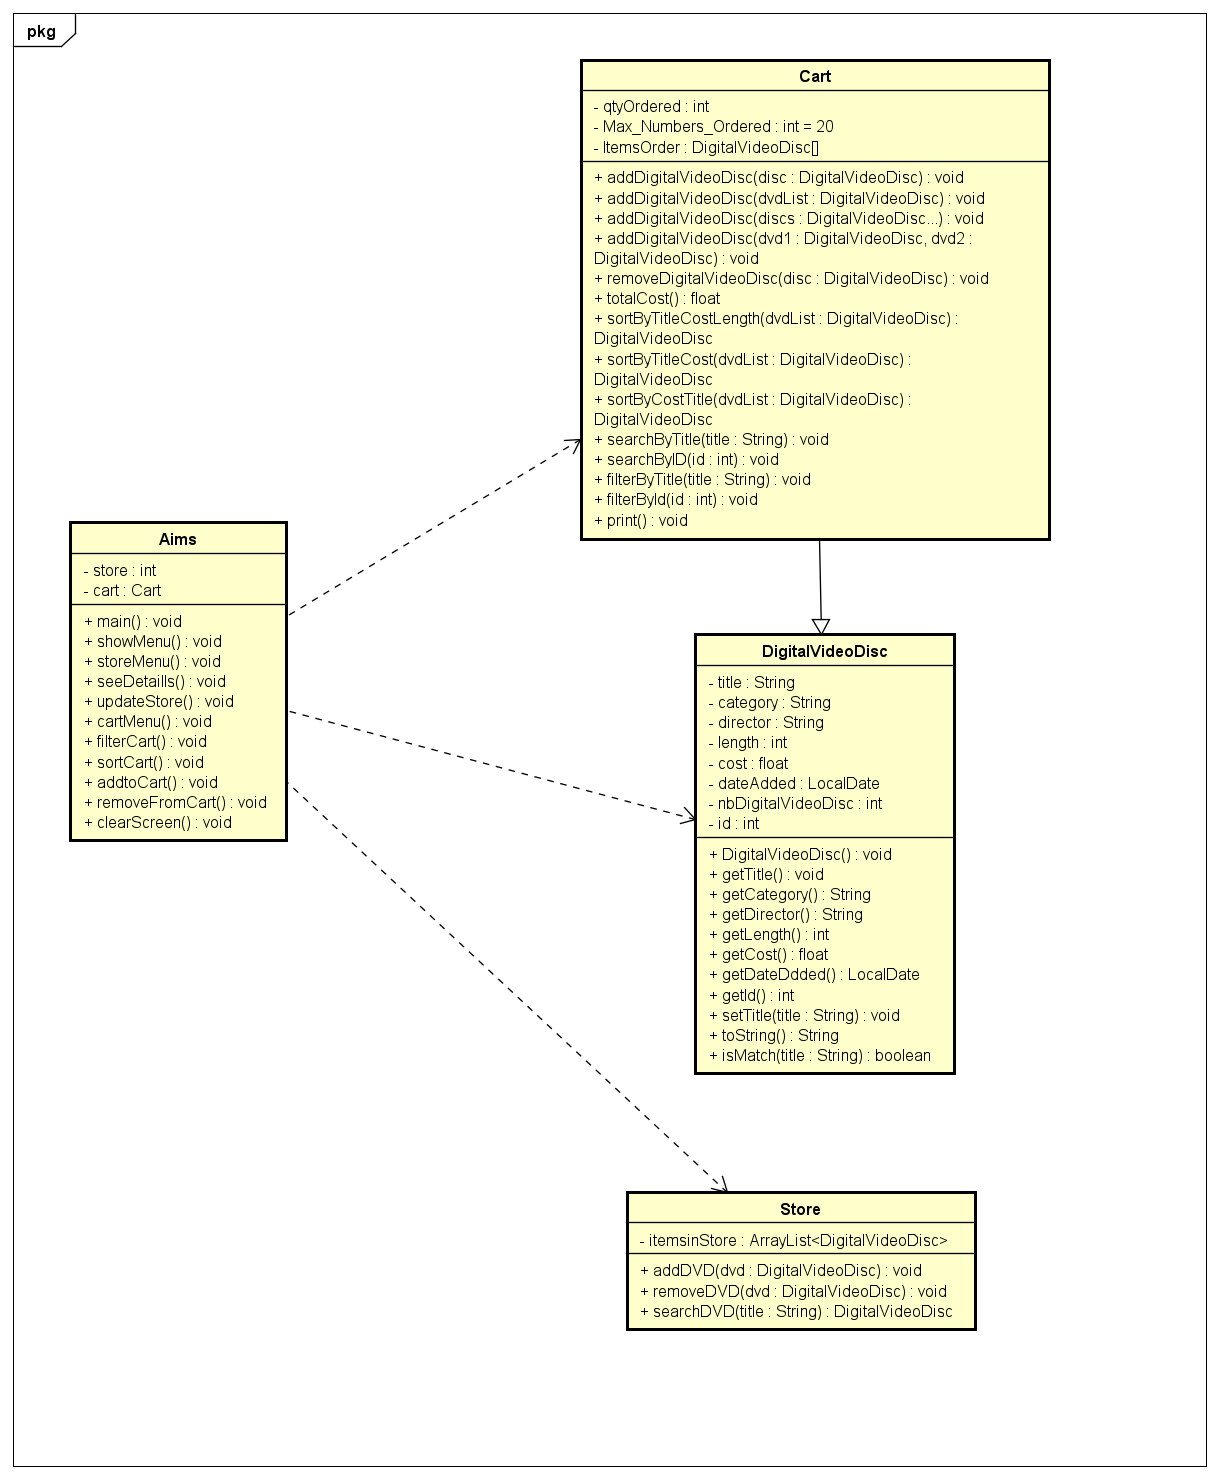 pkg
Cart
- qtyOrdered : int
- Max_Numbers_Ordered : int = 20
- ItemsOrder : DigitalVideoDisc[]
+ addDigitalVideoDisc(disc : DigitalVideoDisc) : void
+ addDigitalVideoDisc(dvdList : DigitalVideoDisc) : void
+ addDigitalVideoDisc(discs : DigitalVideoDisc...) : void
+ addDigitalVideoDisc(dvd1 : DigitalVideoDisc, dvd2 :
DigitalVideoDisc) : void
+ removeDigitalVideoDisc(disc : DigitalVideoDisc) : void
+ totalCost() : float
+ sortByTitleCostLength(dvdList : DigitalVideoDisc) :
DigitalVideoDisc
+ sortByTitleCost(dvdList : DigitalVideoDisc) :
DigitalVideoDisc
+ sortByCostTitle(dvdList : DigitalVideoDisc) :
DigitalVideoDisc
+ searchByTitle(title : String) : void
+ searchByID(id : int) : void
+ filterByTitle(title : String) : void
+ filterById(id : int) : void
+ print() : void
Aims
- store : int
- cart : Cart
+ main() : void
+ showMenu() : void
+ storeMenu() : void
+ seeDetaills() : void
+ updateStore() : void
+ cartMenu() : void
+ filterCart() : void
+ sortCart() : void
+ addtoCart() : void
+ removeFromCart() : void
+ clearScreen() : void
DigitalVideoDisc
- title : String
- category : String
- director : String
- length : int
- cost : float
- dateAdded : LocalDate
- nbDigitalVideoDisc : int
- id : int
+ DigitalVideoDisc() : void
+ getTitle() : void
+ getCategory() : String
+ getDirector() : String
+ getLength() : int
+ getCost() : float
+ getDateDdded() : LocalDate
+ getId() : int
+ setTitle(title : String) : void
+ toString() : String
+ isMatch(title : String) : boolean
Store
- itemsinStore : ArrayList<DigitalVideoDisc>
+ addDVD(dvd : DigitalVideoDisc) : void
+ removeDVD(dvd : DigitalVideoDisc) : void
+ searchDVD(title : String) : DigitalVideoDisc